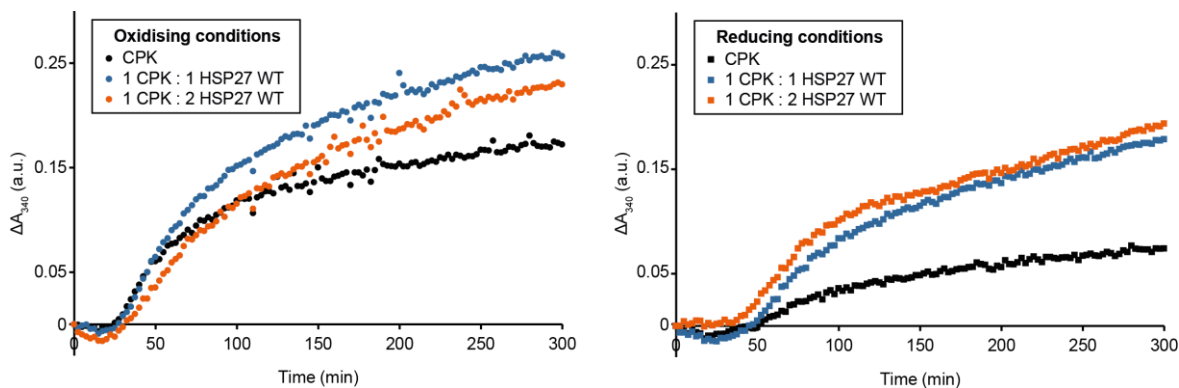 Oxidising conditions
CPK
1 CPK : 1 HSP27 WT
1 CPK : 2 HSP27 WT
0.25
0.15
0.05
0
ΔA340 (a.u.)
0 50 100 150 200 250 300
Time (min)
Reducing conditions
CPK
1 CPK : 1 HSP27 WT
1 CPK : 2 HSP27 WT
0.25
0.15
0.05
0
ΔA340 (a.u.)
0 50 100 150 200 250 300
Time (min)